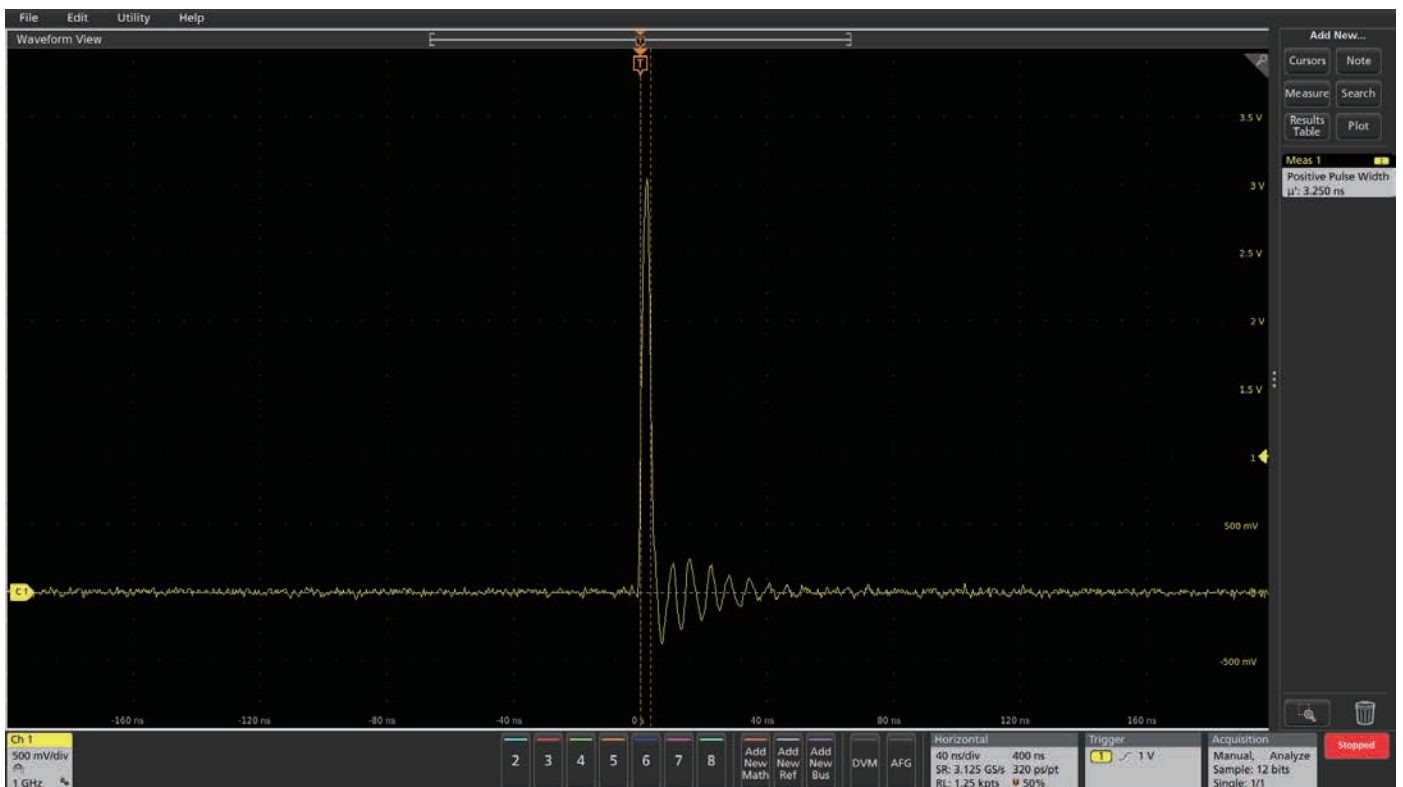 File Edit Utility Help
Waveform View
Add New...
Cursors Note
Measure Search
Results Table Plot
Meas 1 1
Positive Pulse Width
µ': 3.250 ns
T
T
3.5 V
3 V
2.5 V
2 V
1.5 V
1
500 mV
C1
-500 mV
-160 ns -120 ns -80 ns -40 ns 0 s 40 ns 80 ns 120 ns 160 ns
Ch 1
500 mV/div
1 GHz
2 3 4 5 6 7 8
Add New Math
Add New Ref
Add New Bus
DVM AFG
Horizontal
40 ns/div 400 ns
SR: 3.125 GS/s 320 ps/pt
RL: 1.25 kpts 50%
Trigger
1 1 V
Acquisition
Manual, Analyze
Sample: 12 bits
Single: 1/1
Stopped